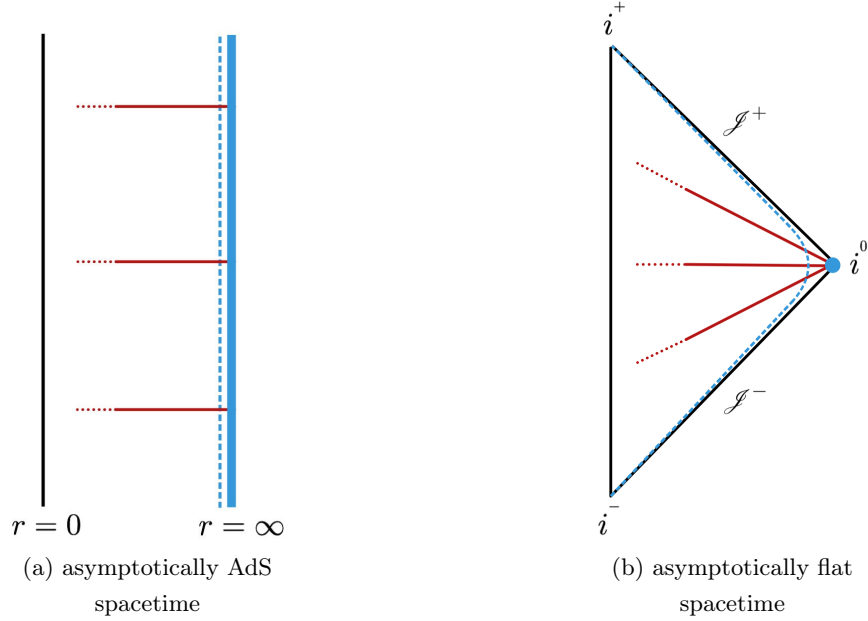 i⁺
𝒥⁺
i⁰
𝒥⁻
r = 0
r = ∞
i⁻
(a) asymptotically AdS
spacetime
(b) asymptotically flat
spacetime